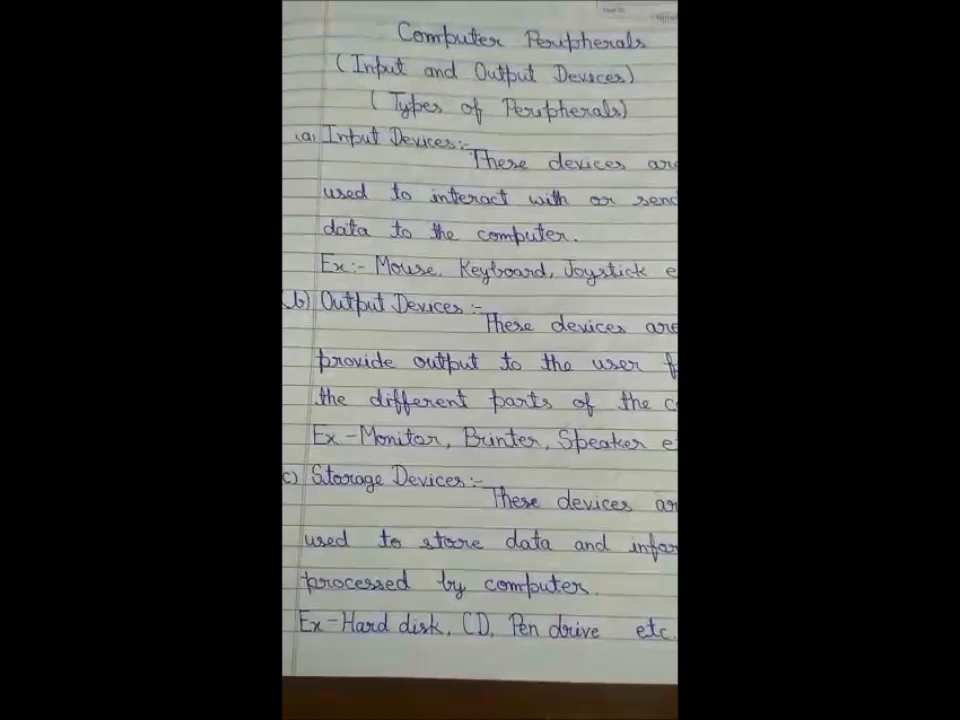 Computer Peripherals
(Input and Output Devices)
(Types of Peripherals)
(a) Input Devices:-
These devices are
used to interact with or send
data to the computer.
Ex:- Mouse, Keyboard, Joystick e
b) Output Devices:-
These devices are
provide output to the user f
the different parts of the c
Ex-Monitor, Printer, Speaker et
c) Storage Devices:-
These devices ar
used to store data and infor
processed by computer.
Ex-Hard disk, CD, Pen drive etc.